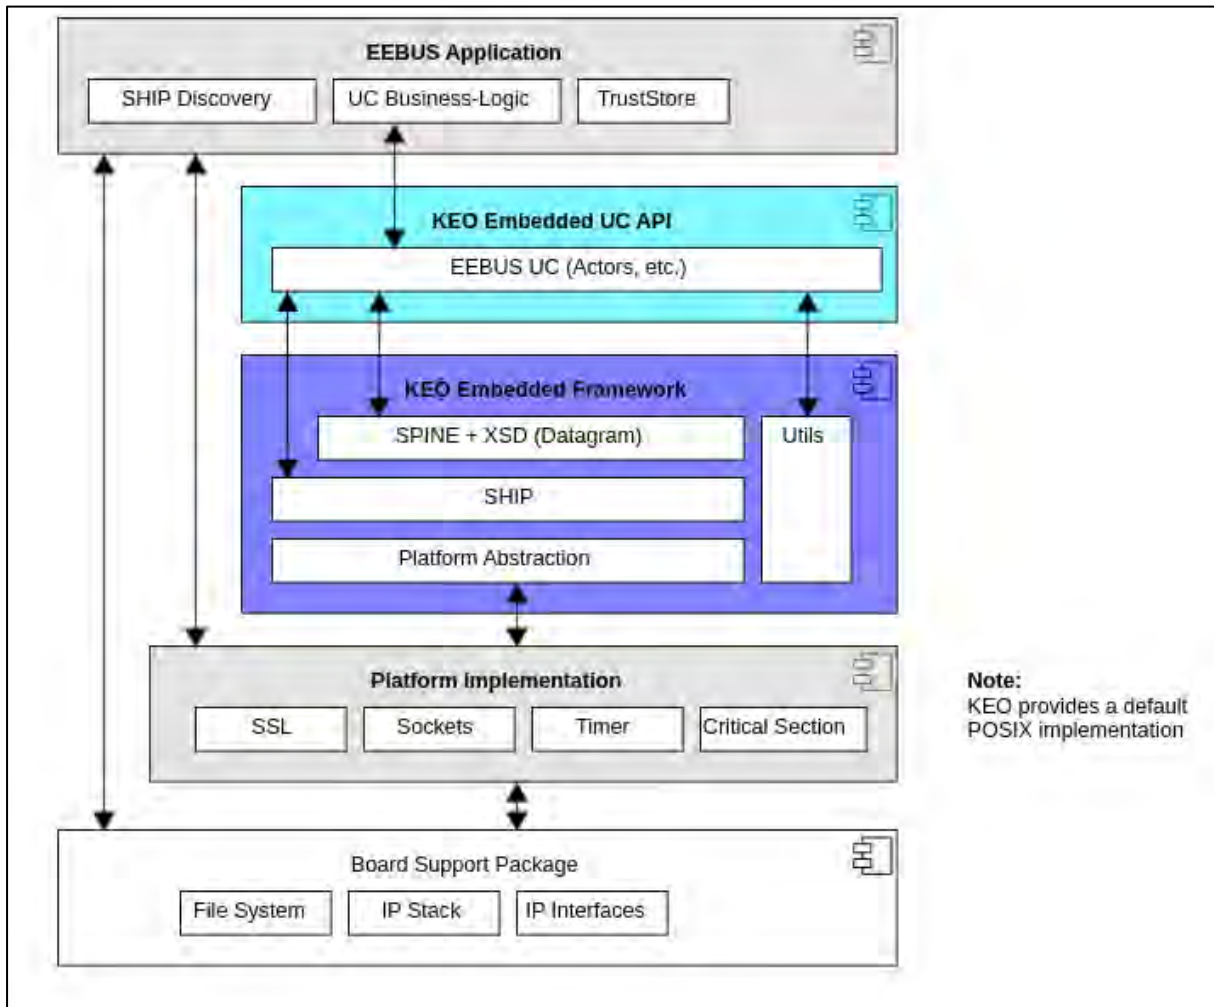 EEBUS Application
SHIP Discovery
UC Business-Logic
TrustStore
KEO Embedded UC API
EEBUS UC (Actors, etc.)
KEO Embedded Framework
SPINE + XSD (Datagram)
Utils
SHIP
Platform Abstraction
Platform Implementation
SSL
Sockets
Timer
Critical Section
Note:
KEO provides a default
POSIX implementation
Board Support Package
File System
IP Stack
IP Interfaces